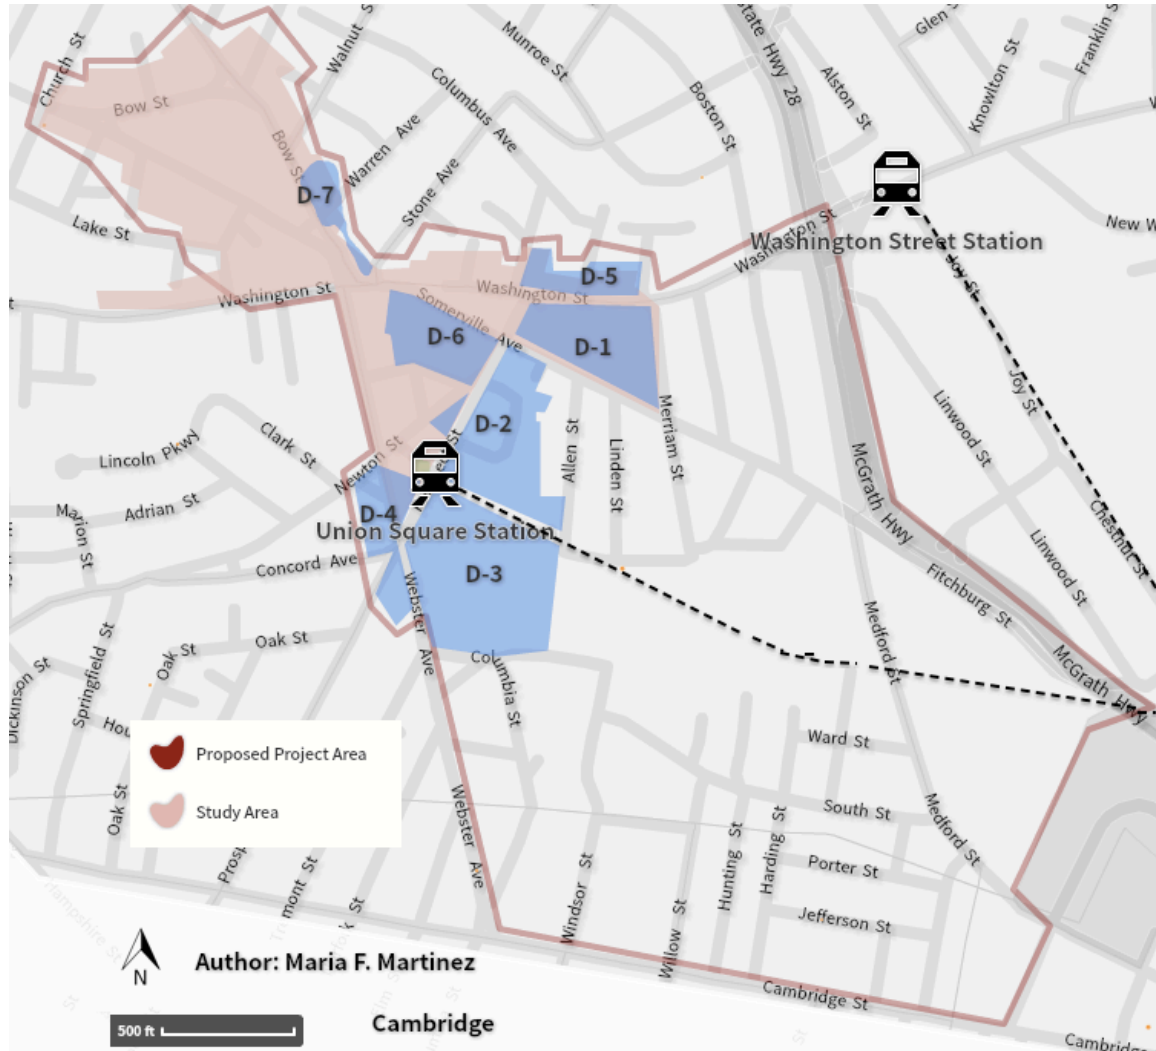 Church St
Bow St
Bow St
Walnut St
Munroe St
Columbus Ave
Warren Ave
Stone Ave
Boston St
State Hwy 28
Alston St
Glen S
Knowlton St
Franklin S
D-7
Lake St
Washington St
Washington St
Washington St
Washington Street Station
New W
Joy St
Joy St
D-5
Somerville Ave
D-6
D-1
D-2
Merriam St
Allen St
Linden St
Linwood St
Linwood St
Lincoln Pkwy
Clark St
Newton St
Adrian St
Marion St
D-4
Union Square Station
D-3
Concord Ave
Webster Ave
McGrath Hwy
McGrath Hwy
Fitchburg St
Chestnut St
Medford St
Medford St
Oak St
Oak St
Oak St
Springfield St
Dickinson St
Hou
Columbia St
Proposed Project Area
Study Area
Webster Ave
Ward St
South St
Porter St
Jefferson St
Harding St
Hunting St
Windsor St
Willow St
Prosp
Tremont St
k St
Hampshire St
Cambridge St
Cambridge
N
Author: Maria F. Martinez
500 ft
Cambridge